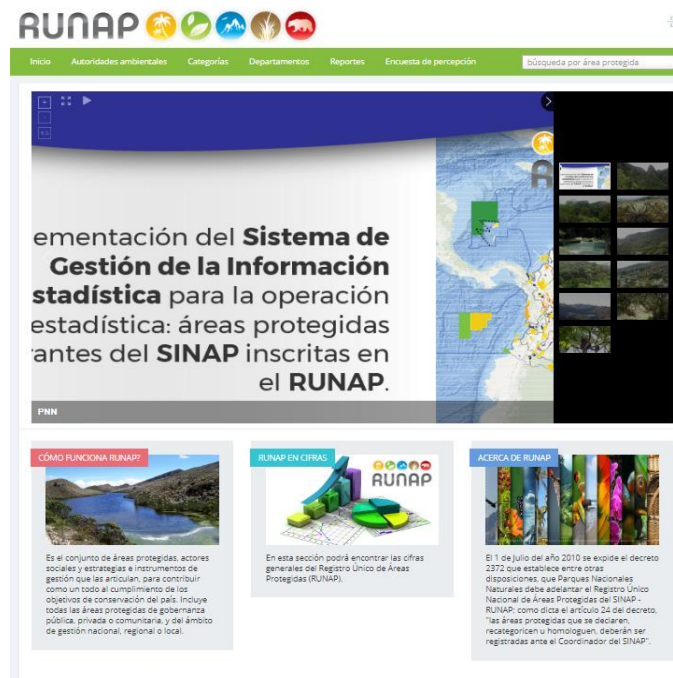 RUNAP
Inicio Autoridades ambientales Categorías Departamentos Reportes Encuesta de percepción búsqueda por área protegida
ementación del Sistema de
Gestión de la Información
stadística para la operación
estadística: áreas protegidas
rantes del SINAP inscritas en
el RUNAP.
PNN
CÓMO FUNCIONA RUNAP?
Es el conjunto de áreas protegidas, actores
sociales y estrategias e instrumentos de
gestión que las articulan, para contribuir
como un todo al cumplimiento de los
objetivos de conservación del país. Incluye
todas las áreas protegidas de gobernanza
pública, privada o comunitaria, y del ámbito
de gestión nacional, regional o local.
RUNAP EN CIFRAS
RUNAP
En esta sección podrá encontrar las cifras
generales del Registro Único de Áreas
Protegidas (RUNAP).
ACERCA DE RUNAP
El 1 de Julio del año 2010 se expide el decreto
2372 que establece entre otras
disposiciones, que Parques Nacionales
Naturales debe adelantar el Registro Único
Nacional de Áreas Protegidas del SINAP -
RUNAP; como dicta el artículo 24 del decreto,
"las áreas protegidas que se declaren,
recategoricen u homologuen, deberán ser
registradas ante el Coordinador del SINAP".